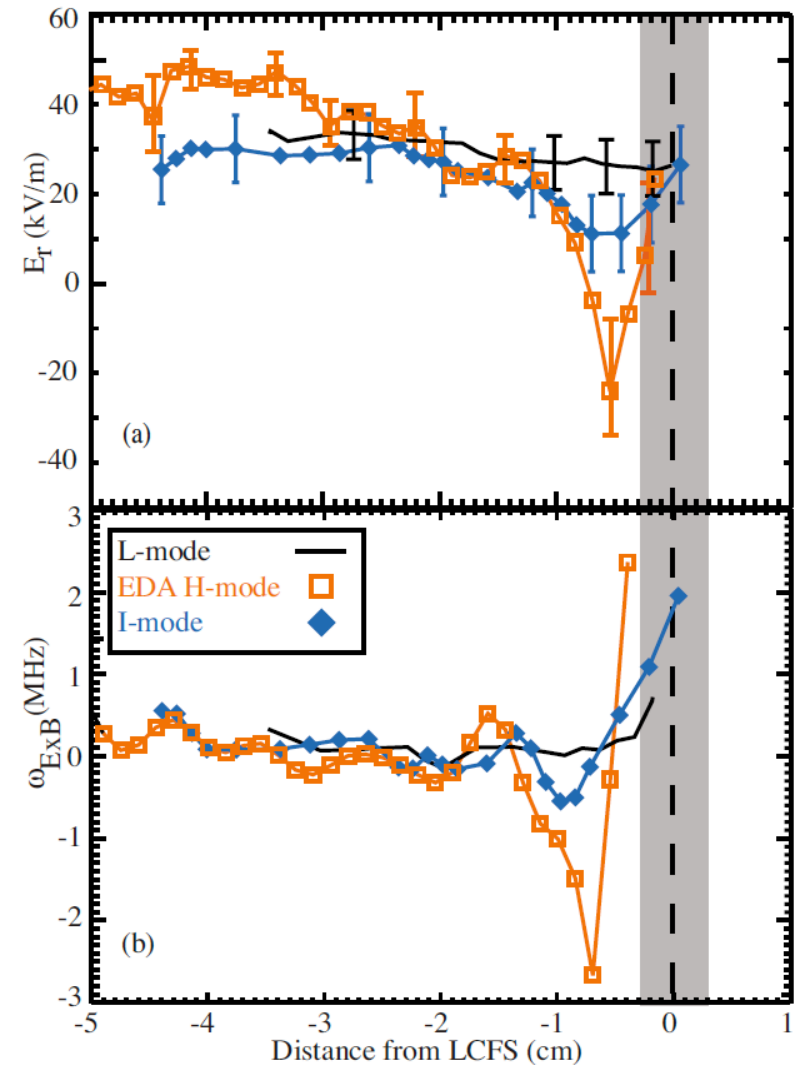 60
40
20
0
-20
-40
E_r (kV/m)
(a)
3
2
1
0
-1
-2
-3
ω_ExB(MHz)
L-mode
EDA H-mode
I-mode
(b)
-5 -4 -3 -2 -1 0 1
Distance from LCFS (cm)